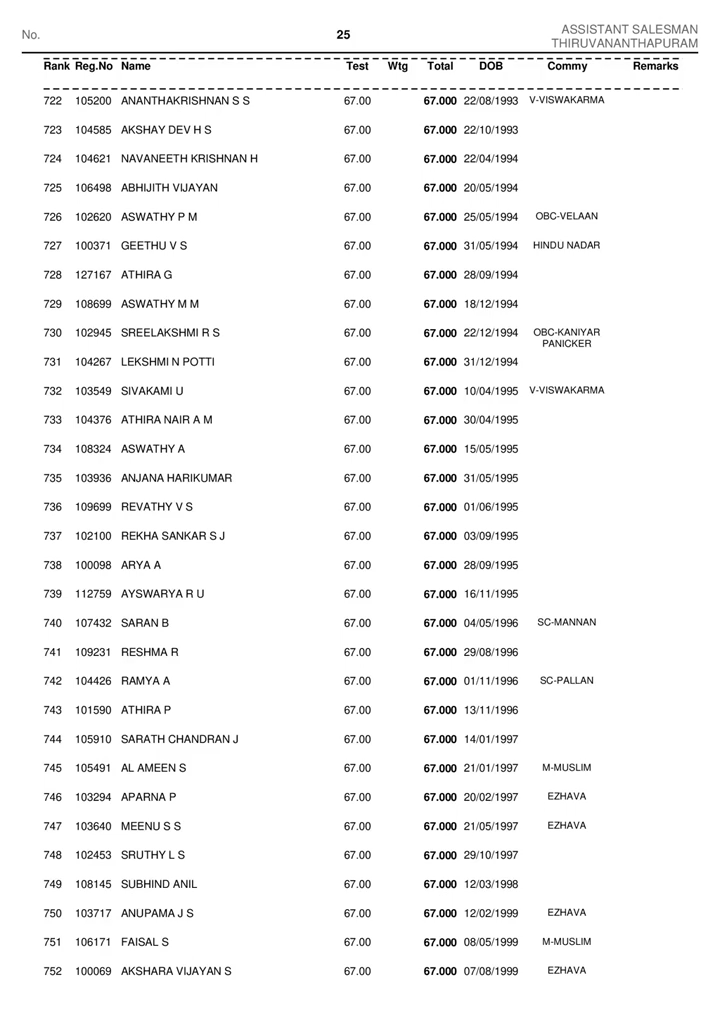 No. 25 ASSISTANT SALESMAN
THIRUVANANTHAPURAM
Rank Reg.No Name Test Wtg Total DOB Commy Remarks
722 105200 ANANTHAKRISHNAN S S 67.00 67.000 22/08/1993 V-VISWAKARMA
723 104585 AKSHAY DEV H S 67.00 67.000 22/10/1993
724 104621 NAVANEETH KRISHNAN H 67.00 67.000 22/04/1994
725 106498 ABHIJITH VIJAYAN 67.00 67.000 20/05/1994
726 102620 ASWATHY P M 67.00 67.000 25/05/1994 OBC-VELAAN
727 100371 GEETHU V S 67.00 67.000 31/05/1994 HINDU NADAR
728 127167 ATHIRA G 67.00 67.000 28/09/1994
729 108699 ASWATHY M M 67.00 67.000 18/12/1994
730 102945 SREELAKSHMI R S 67.00 67.000 22/12/1994 OBC-KANIYAR
PANICKER
731 104267 LEKSHMI N POTTI 67.00 67.000 31/12/1994
732 103549 SIVAKAMI U 67.00 67.000 10/04/1995 V-VISWAKARMA
733 104376 ATHIRA NAIR A M 67.00 67.000 30/04/1995
734 108324 ASWATHY A 67.00 67.000 15/05/1995
735 103936 ANJANA HARIKUMAR 67.00 67.000 31/05/1995
736 109699 REVATHY V S 67.00 67.000 01/06/1995
737 102100 REKHA SANKAR S J 67.00 67.000 03/09/1995
738 100098 ARYA A 67.00 67.000 28/09/1995
739 112759 AYSWARYA R U 67.00 67.000 16/11/1995
740 107432 SARAN B 67.00 67.000 04/05/1996 SC-MANNAN
741 109231 RESHMA R 67.00 67.000 29/08/1996
742 104426 RAMYA A 67.00 67.000 01/11/1996 SC-PALLAN
743 101590 ATHIRA P 67.00 67.000 13/11/1996
744 105910 SARATH CHANDRAN J 67.00 67.000 14/01/1997
745 105491 AL AMEEN S 67.00 67.000 21/01/1997 M-MUSLIM
746 103294 APARNA P 67.00 67.000 20/02/1997 EZHAVA
747 103640 MEENU S S 67.00 67.000 21/05/1997 EZHAVA
748 102453 SRUTHY L S 67.00 67.000 29/10/1997
749 108145 SUBHIND ANIL 67.00 67.000 12/03/1998
750 103717 ANUPAMA J S 67.00 67.000 12/02/1999 EZHAVA
751 106171 FAISAL S 67.00 67.000 08/05/1999 M-MUSLIM
752 100069 AKSHARA VIJAYAN S 67.00 67.000 07/08/1999 EZHAVA